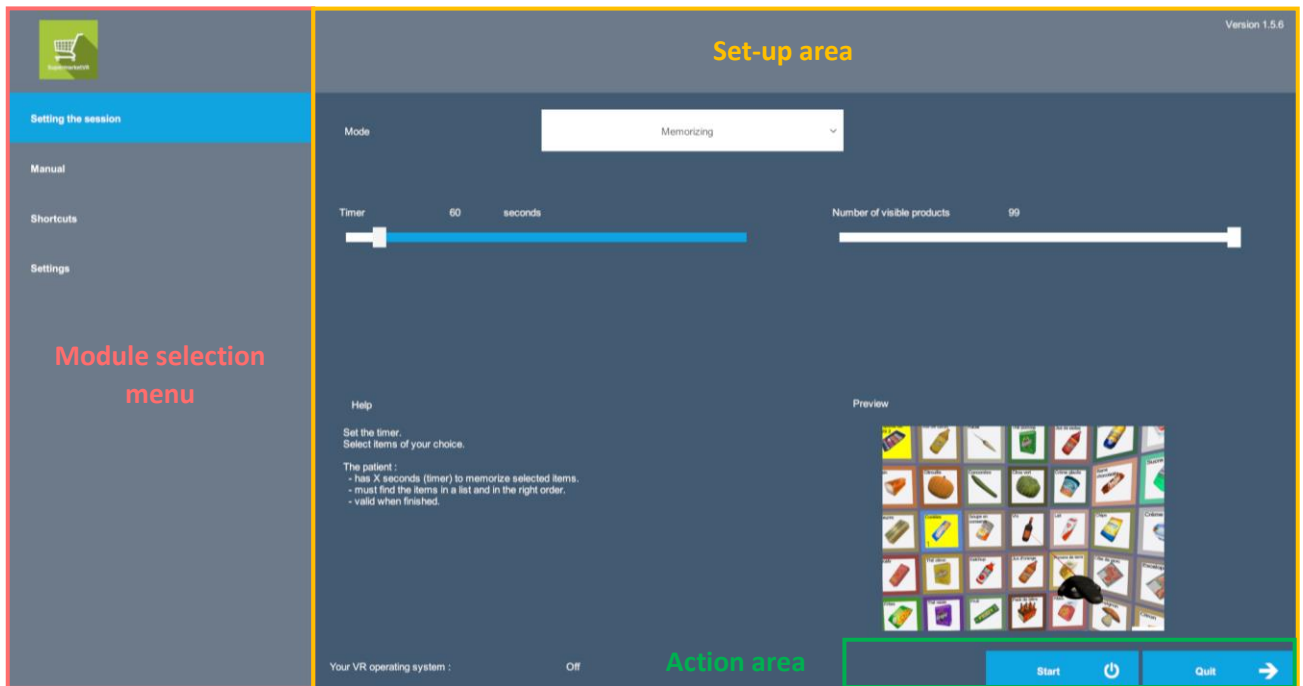 SupermarketVR
Version 1.5.6
Set-up area
Setting the session
Mode
Memorizing
Manual
Shortcuts
Timer 60 seconds
Number of visible products 99
Settings
Module selection
menu
Help
Preview
Set the timer.
Select items of your choice.
The patient :
- has X seconds (timer) to memorize selected items.
- must find the items in a list and in the right order.
- valid when finished.
Your VR operating system : Off
Action area
Start
Quit